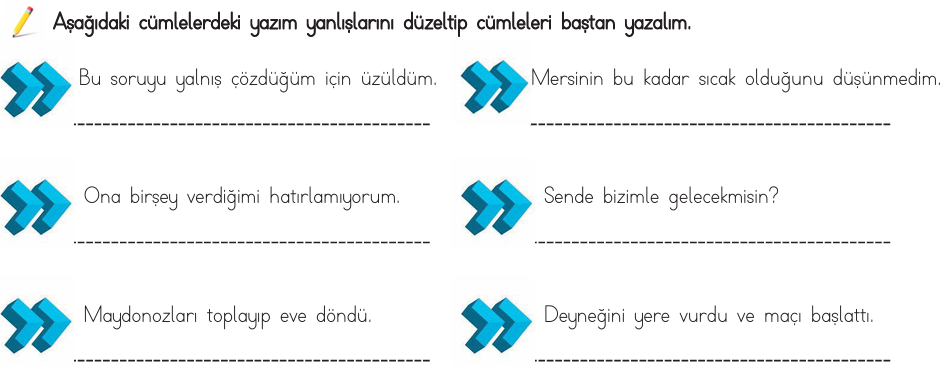 Aşağıdaki cümlelerdeki yazım yanlışlarını düzeltip cümleleri baştan yazalım.
Bu soruyu yalnış çözdüğüm için üzüldüm.
Mersinin bu kadar sıcak olduğunu düşünmedim.
Ona birşey verdiğimi hatırlamıyorum.
Sende bizimle gelecekmisin?
Maydonozları toplayıp eve döndü.
Deyneğini yere vurdu ve maçı başlattı.